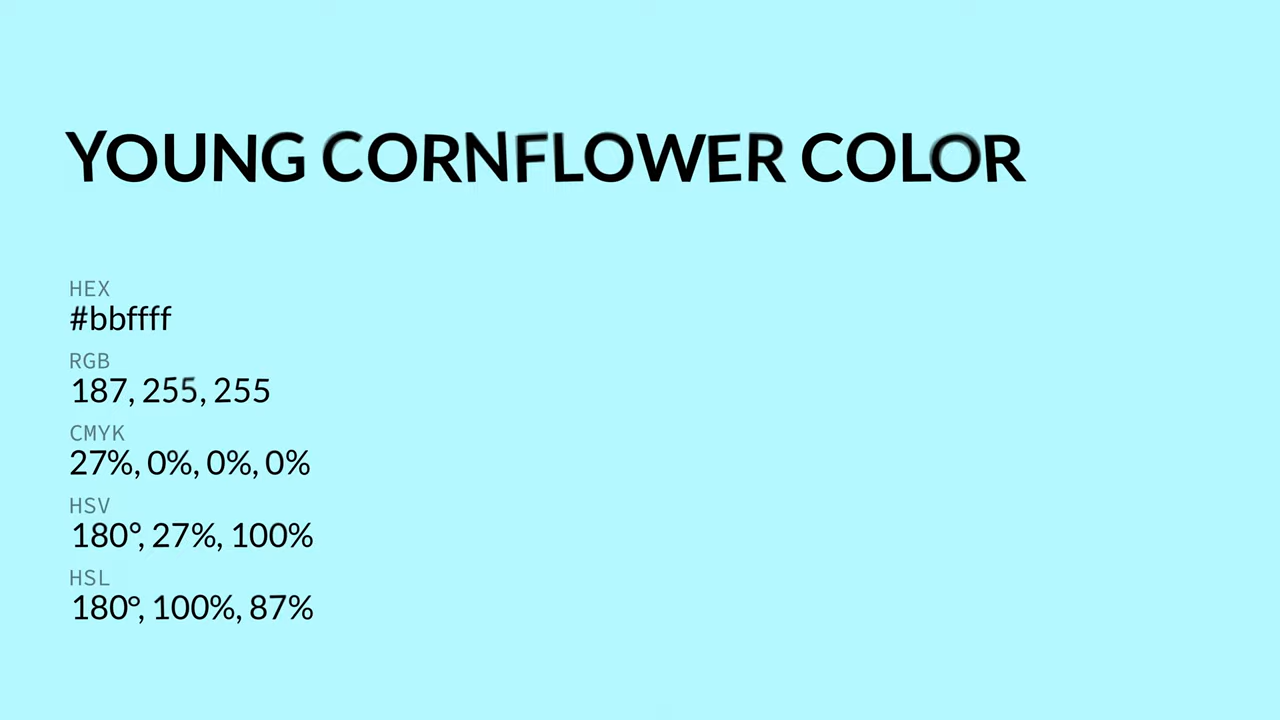 YOUNG CORNFLOWER COLOR
HEX
#bbffff
RGB
187, 255, 255
CMYK
27%, 0%, 0%, 0%
HSV
180°, 27%, 100%
HSL
180°, 100%, 87%